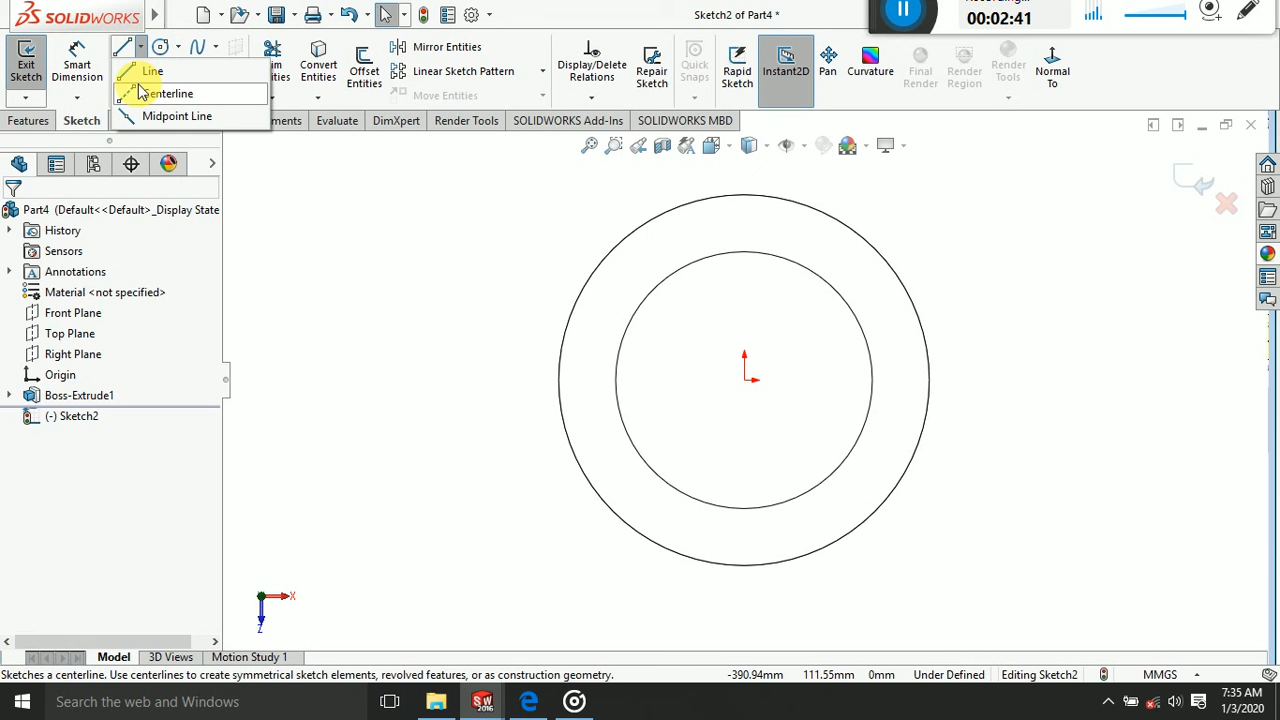 SOLIDWORKS
Sketch2 of Part4 *
00:02:41
Exit Sketch
Smart Dimension
Convert Entities
Offset Entities
Mirror Entities
Linear Sketch Pattern
Move Entities
Display/Delete Relations
Repair Sketch
Quick Snaps
Rapid Sketch
Instant2D
Pan
Curvature
Final Render
Render Region
Render Tools
Normal To
Line
Centerline
Midpoint Line
Features
Sketch
Evaluate
DimXpert
Render Tools
SOLIDWORKS Add-Ins
SOLIDWORKS MBD
Part4 (Default<<Default>_Display State
History
Sensors
Annotations
Material <not specified>
Front Plane
Top Plane
Right Plane
Origin
Boss-Extrude1
(-) Sketch2
X
Z
Model
3D Views
Motion Study 1
Sketches a centerline. Use centerlines to create symmetrical sketch elements, revolved features, or as construction geometry.
-390.94mm 111.55mm 0mm Under Defined Editing Sketch2 MMGS
Search the web and Windows
7:35 AM
1/3/2020